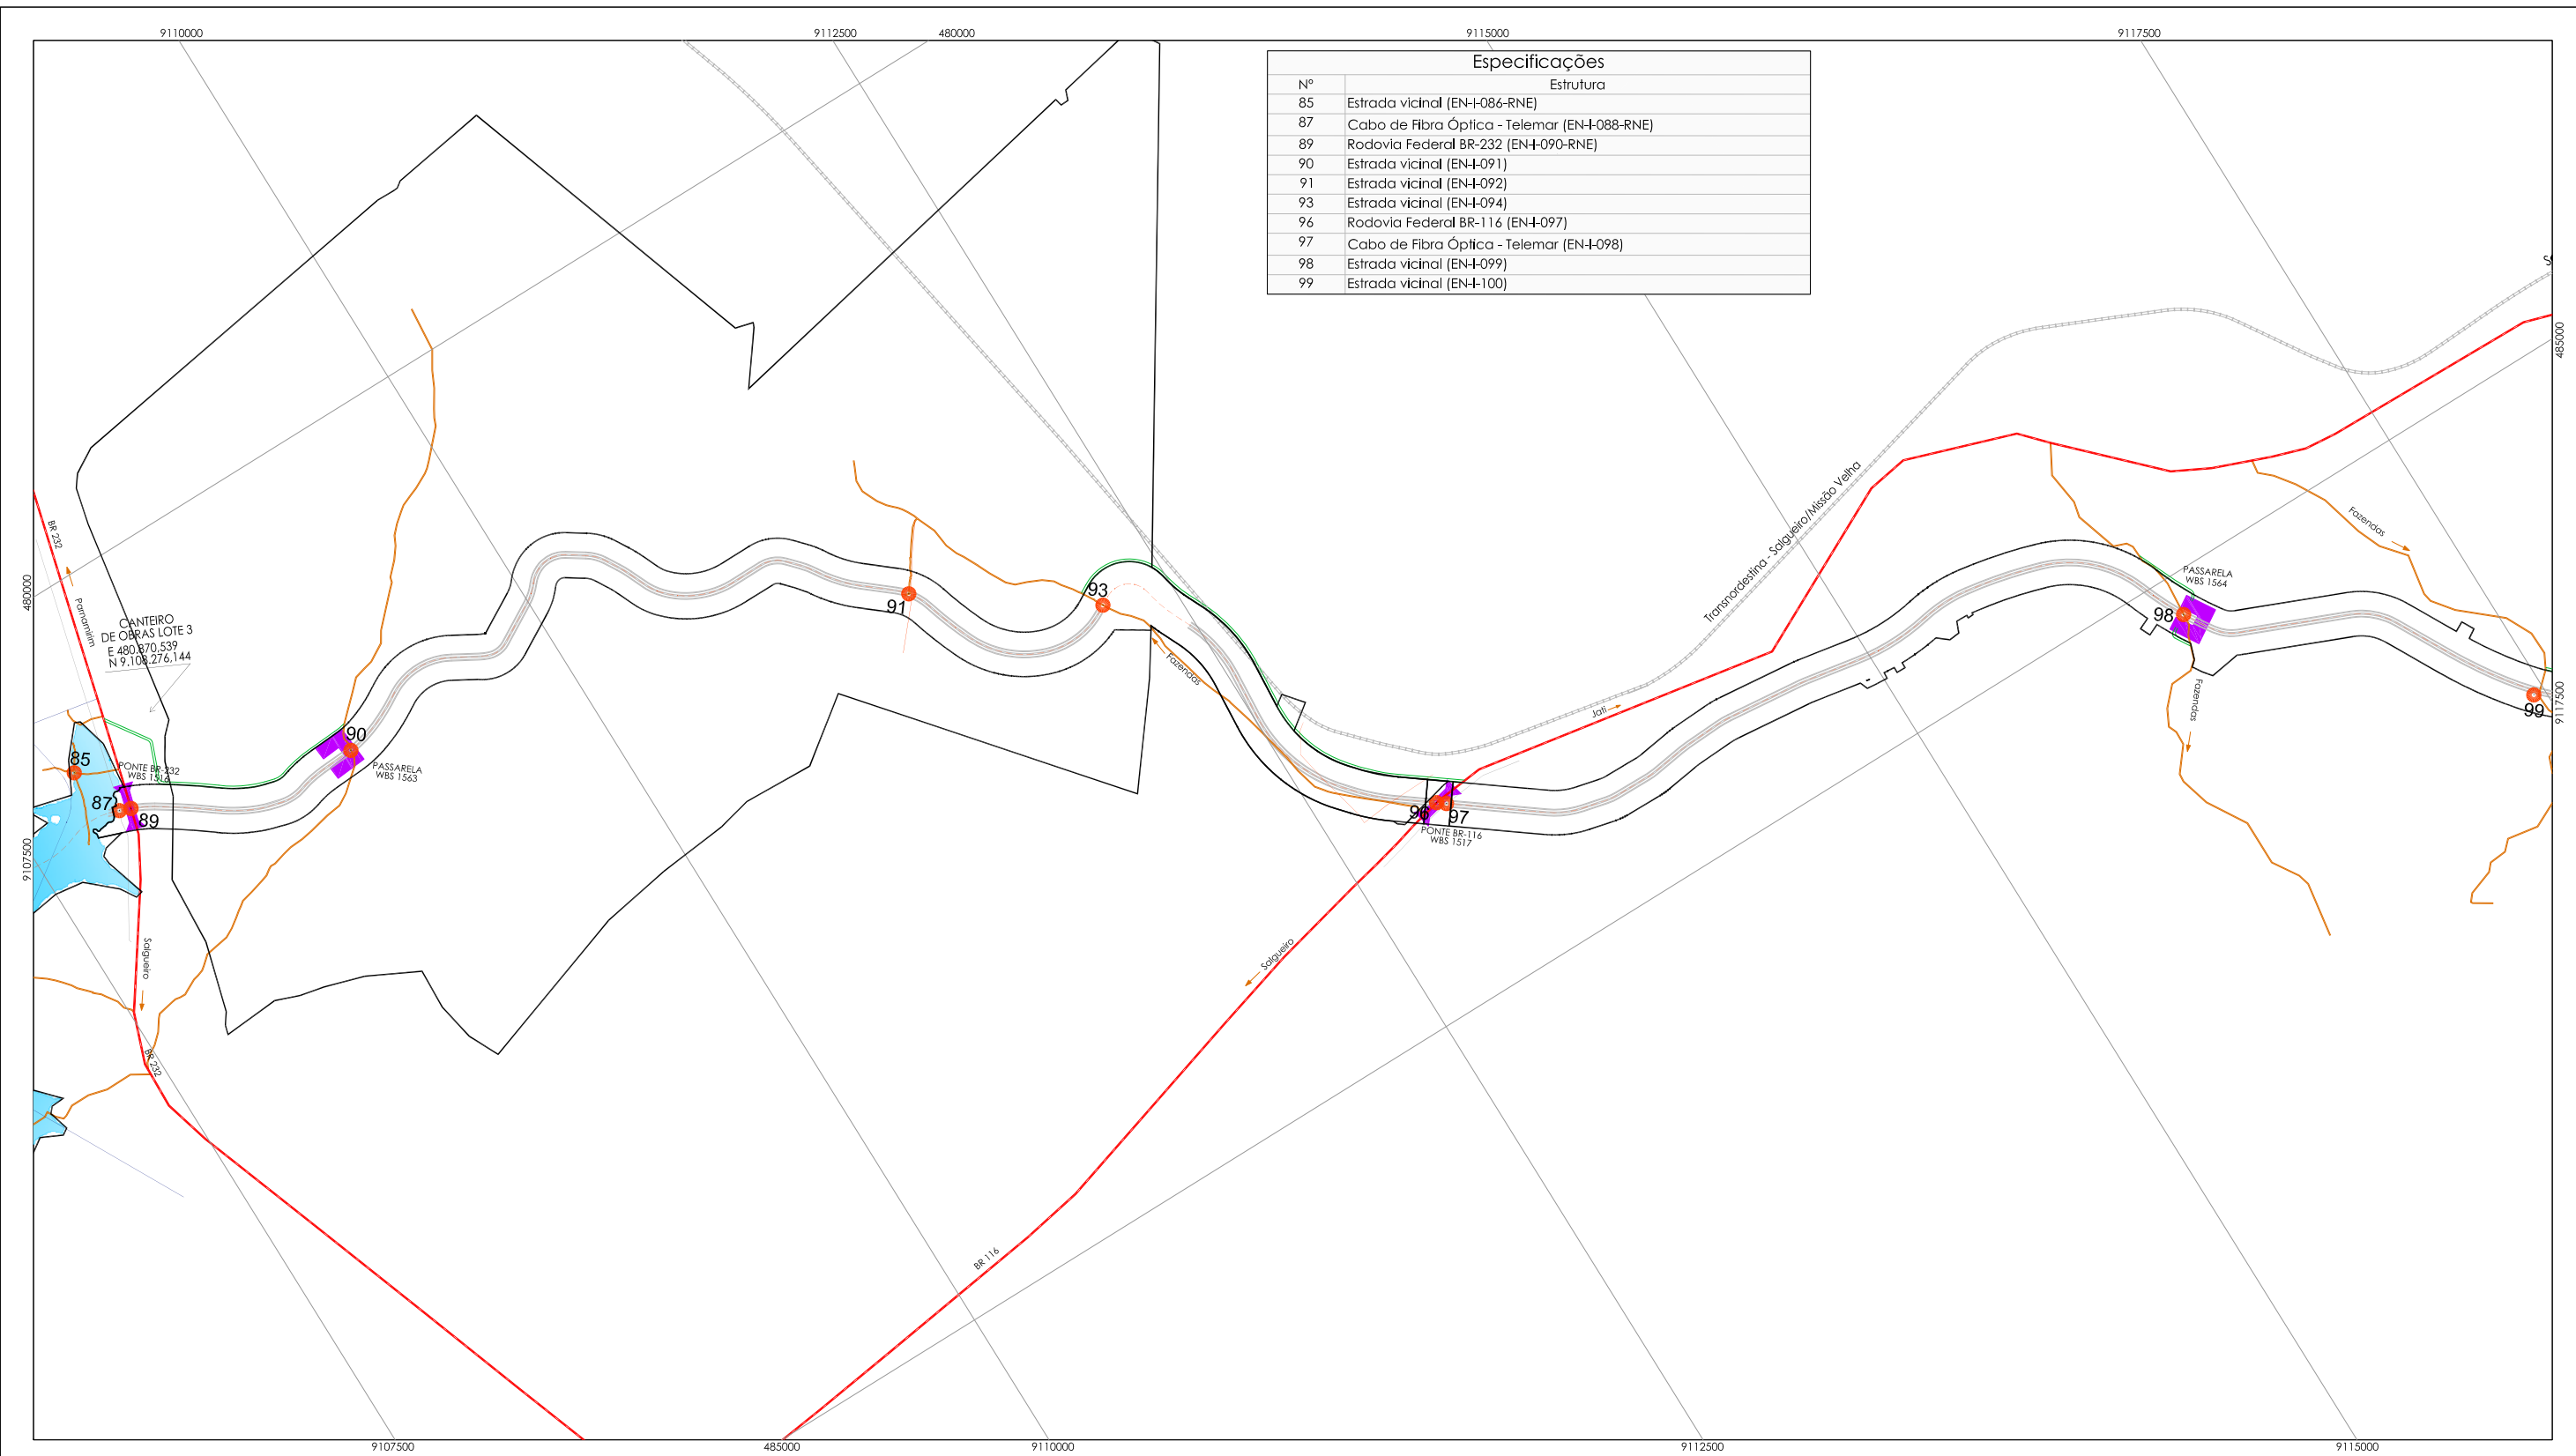 9110000
9112500
480000
9115000
9117500
Especificações
Nº
Estrutura
85 Estrada vicinal (EN-I-086-RNE)
87 Cabo de Fibra Óptica - Telemar (EN-I-088-RNE)
89 Rodovia Federal BR-232 (EN-I-090-RNE)
90 Estrada vicinal (EN-I-091)
91 Estrada vicinal (EN-I-092)
93 Estrada vicinal (EN-I-094)
96 Rodovia Federal BR-116 (EN-I-097)
97 Cabo de Fibra Óptica - Telemar (EN-I-098)
98 Estrada vicinal (EN-I-099)
99 Estrada vicinal (EN-I-100)
485000
Transnordestina - Salgueiro/Missão Velha
Fazendas
BR 232
480000
Parnamirim
CANTEIRO
DE OBRAS LOTE 3
E 480.870,539
N 9.108.276,144
91
93
Fazendas
PASSARELA
WBS 1564
98
Fazendas
9117500
99
Jati
90
PASSARELA
WBS 1563
85
PONTE BR-232
WBS 1516
87
89
96
97
PONTE BR-116
WBS 1517
9107500
Salgueiro
Salgueiro
BR 232
BR 116
9107500
485000
9110000
9112500
9115000